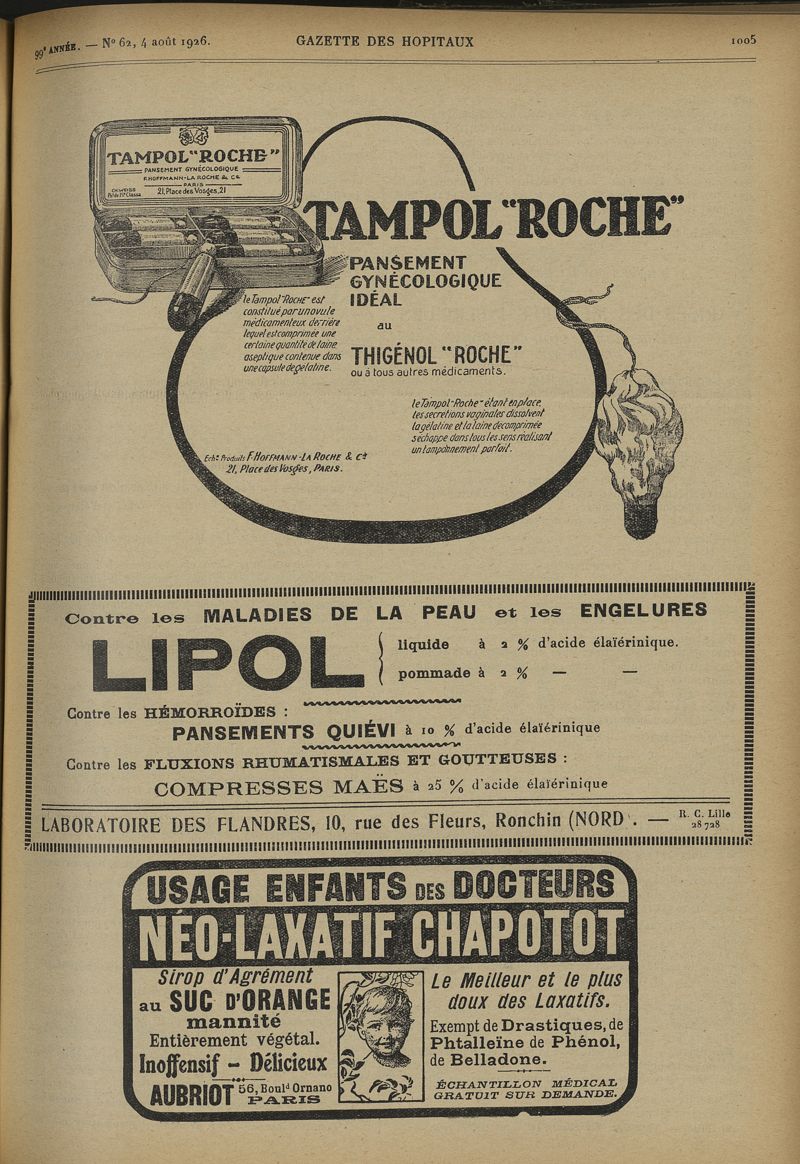 99e ANNÉE. — No 62, 4 août 1926.
GAZETTE DES HOPITAUX
1005
TAMPOL "ROCHE"
PANSEMENT GYNÉCOLOGIQUE
F. HOFFMANN-LA ROCHE & Cie
PARIS
21, Place des Vosges, 21
TAMPOL "ROCHE"
PANSEMENT
GYNÉCOLOGIQUE
IDÉAL
au
THIGÉNOL "ROCHE"
ou à tous autres médicaments.
le Tampol "Roche" est
constitué par un ovule
médicamenteux derrière
lequel est comprimée une
certaine quantité de laine
aseptique contenue dans
une capsule de gélatine.
le Tampol "Roche" étant en place,
les secrétions vaginales dissolvent
la gélatine et la laine decomprimée
s'échappe dans tous les sens réalisant
un tamponnement parfait.
Echon Produits F. HOFFMANN-LA ROCHE & Cie
21, Place des Vosges, PARIS.
Contre les MALADIES DE LA PEAU et les ENGELURES
LIPOL
liquide à 2 % d'acide élaïérinique.
pommade à 2 % — —
Contre les HÉMORROÏDES :
PANSEMENTS QUIÉVI à 10 % d'acide élaïérinique
Contre les FLUXIONS RHUMATISMALES ET GOUTTEUSES :
COMPRESSES MAËS à 25 % d'acide élaïérinique
LABORATOIRE DES FLANDRES, 10, rue des Fleurs, Ronchin (NORD). — R. C. Lille
28728
USAGE ENFANTS DES DOCTEURS
NÉO-LAXATIF CHAPOTOT
Sirop d'Agrément
au SUC D'ORANGE
mannité
Entièrement végétal.
Inoffensif - Délicieux
AUBRIOT 56, Bould Ornano
PARIS
Le Meilleur et le plus
doux des Laxatifs.
Exempt de Drastiques, de
Phtalleïne de Phénol,
de Belladone.
ÉCHANTILLON MÉDICAL
GRATUIT SUR DEMANDE.